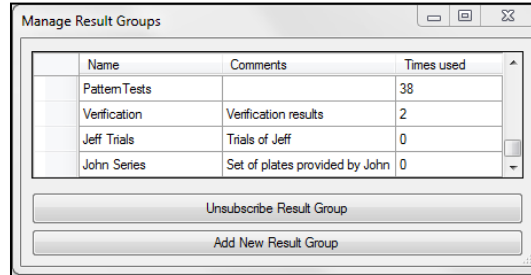 Manage Result Groups
Name Comments Times used
PatternTests 38
Verification Verification results 2
Jeff Trials Trials of Jeff 0
John Series Set of plates provided by John 0
Unsubscribe Result Group
Add New Result Group